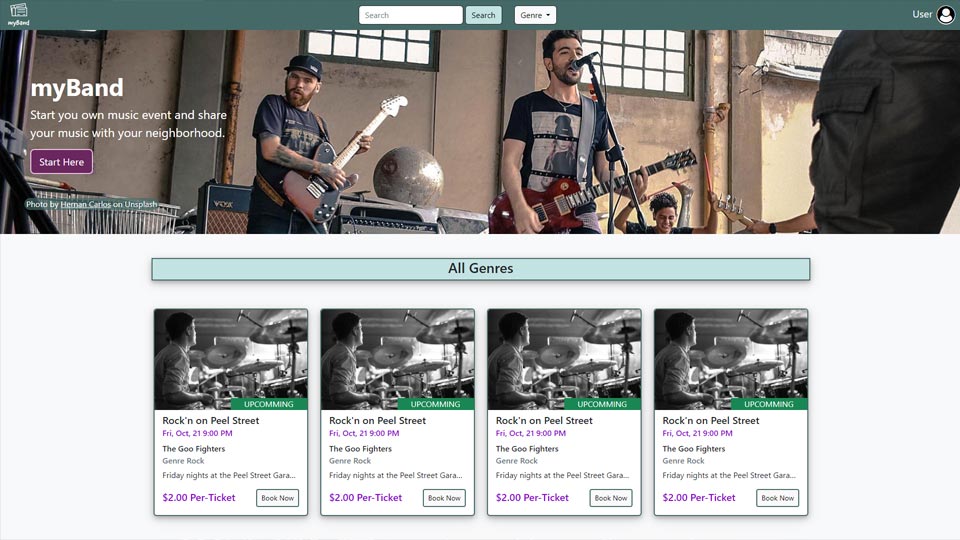 myBand
Search
Search
Genre
User
myBand
Start you own music event and share
your music with your neighborhood.
Start Here
Photo by Hernan Carlos on Unsplash
VOX
All Genres
UPCOMMING
Rock'n on Peel Street
Fri, Oct, 21 9:00 PM
The Goo Fighters
Genre Rock
Friday nights at the Peel Street Gara...
$2.00 Per-Ticket
Book Now
UPCOMMING
Rock'n on Peel Street
Fri, Oct, 21 9:00 PM
The Goo Fighters
Genre Rock
Friday nights at the Peel Street Gara...
$2.00 Per-Ticket
Book Now
UPCOMMING
Rock'n on Peel Street
Fri, Oct, 21 9:00 PM
The Goo Fighters
Genre Rock
Friday nights at the Peel Street Gara...
$2.00 Per-Ticket
Book Now
UPCOMMING
Rock'n on Peel Street
Fri, Oct, 21 9:00 PM
The Goo Fighters
Genre Rock
Friday nights at the Peel Street Gara...
$2.00 Per-Ticket
Book Now